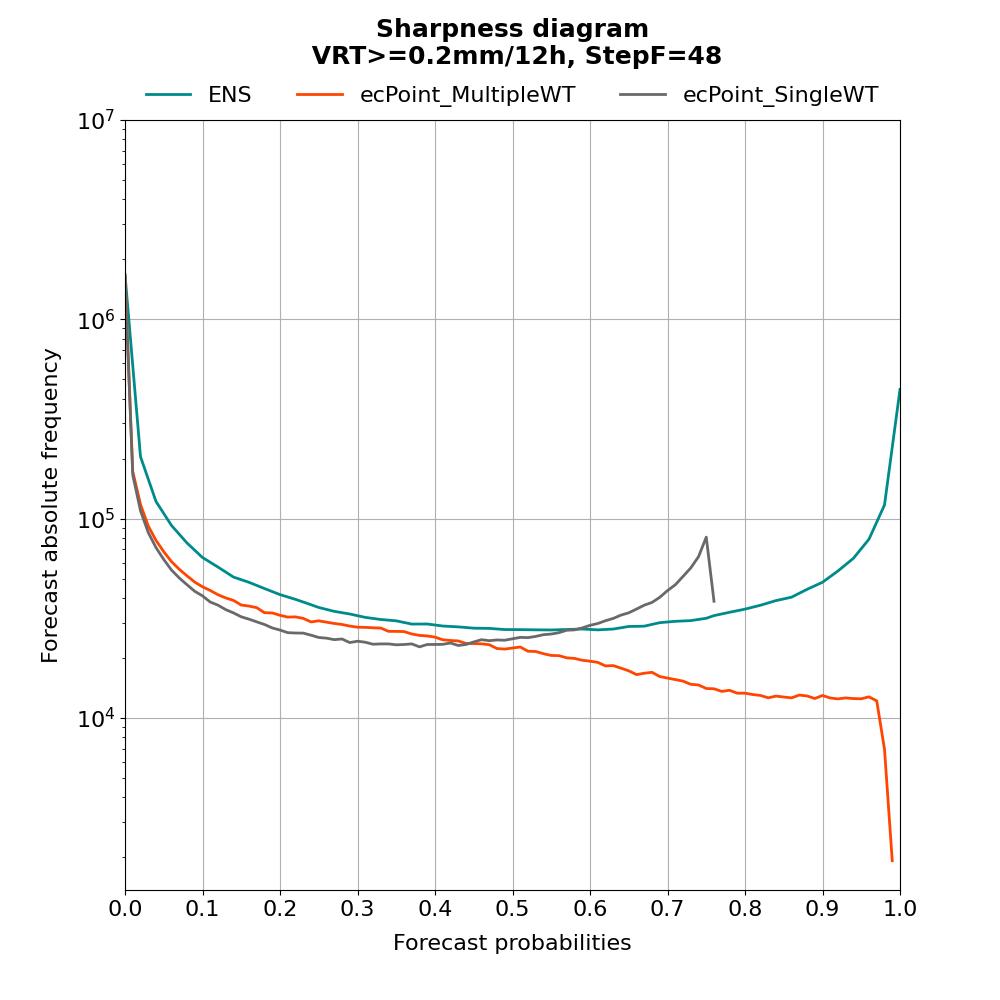 Sharpness diagram
VRT>=0.2mm/12h, StepF=48
ENS ecPoint_MultipleWT ecPoint_SingleWT
10⁷
10⁶
10⁵
10⁴
Forecast absolute frequency
0.0 0.1 0.2 0.3 0.4 0.5 0.6 0.7 0.8 0.9 1.0
Forecast probabilities